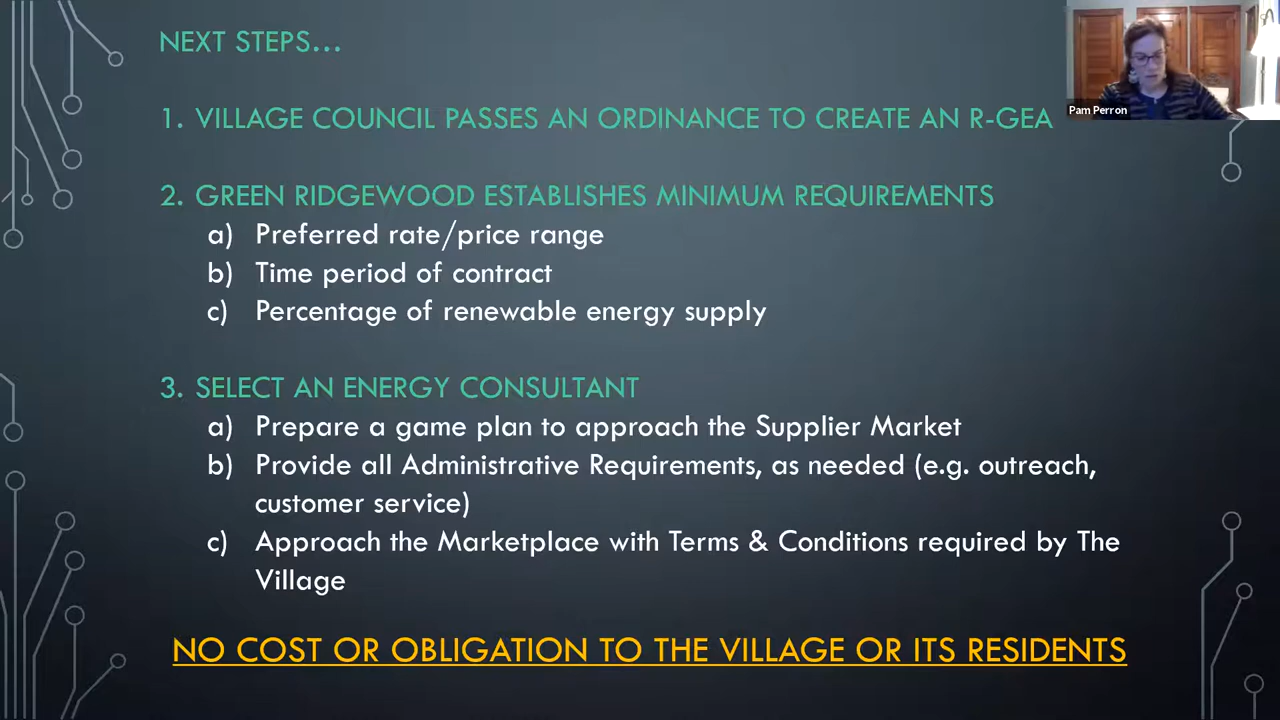 NEXT STEPS...
Pam Perron
1. VILLAGE COUNCIL PASSES AN ORDINANCE TO CREATE AN R-GEA
2. GREEN RIDGEWOOD ESTABLISHES MINIMUM REQUIREMENTS
a) Preferred rate/price range
b) Time period of contract
c) Percentage of renewable energy supply
3. SELECT AN ENERGY CONSULTANT
a) Prepare a game plan to approach the Supplier Market
b) Provide all Administrative Requirements, as needed (e.g. outreach,
customer service)
c) Approach the Marketplace with Terms & Conditions required by The
Village
NO COST OR OBLIGATION TO THE VILLAGE OR ITS RESIDENTS